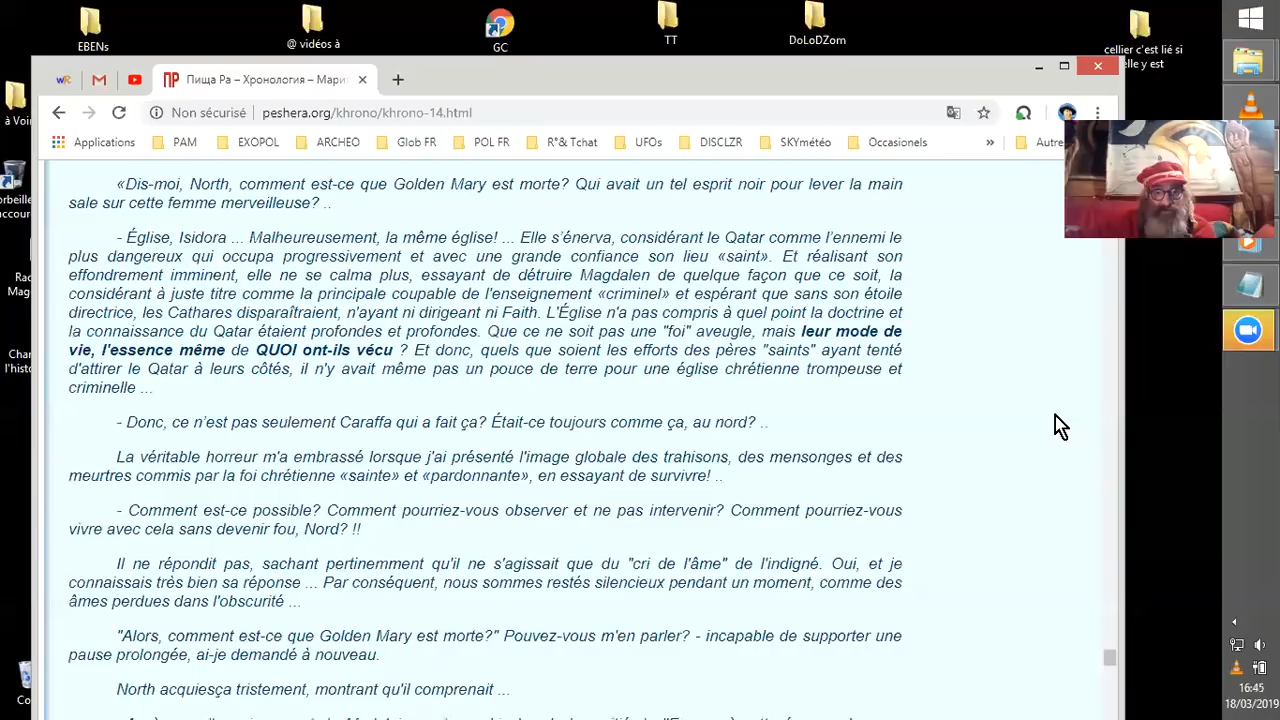 EBENs
@ vidéos à
GC
TT
DoLoDZom
cellier c'est lié si
elle y est
Пища Ра – Хронология – Мари
Non sécurisé peshera.org/khrono/khrono-14.html
Applications PAM EXOPOL ARCHEO Glob FR POL FR R°& Tchat UFOs DISCLZR SKYmétéo Occasionels » Autre
à Voir
«Dis-moi, North, comment est-ce que Golden Mary est morte? Qui avait un tel esprit noir pour lever la main
sale sur cette femme merveilleuse? ..
- Église, Isidora ... Malheureusement, la même église! ... Elle s’énerva, considérant le Qatar comme l’ennemi le
plus dangereux qui occupa progressivement et avec une grande confiance son lieu «saint». Et réalisant son
effondrement imminent, elle ne se calma plus, essayant de détruire Magdalen de quelque façon que ce soit, la
considérant à juste titre comme la principale coupable de l'enseignement «criminel» et espérant que sans son étoile
directrice, les Cathares disparaîtraient, n'ayant ni dirigeant ni Faith. L'Église n'a pas compris à quel point la doctrine et
la connaissance du Qatar étaient profondes et profondes. Que ce ne soit pas une "foi" aveugle, mais leur mode de
vie, l'essence même de QUOI ont-ils vécu ? Et donc, quels que soient les efforts des pères "saints" ayant tenté
d'attirer le Qatar à leurs côtés, il n'y avait même pas un pouce de terre pour une église chrétienne trompeuse et
criminelle ...
- Donc, ce n’est pas seulement Caraffa qui a fait ça? Était-ce toujours comme ça, au nord? ..
La véritable horreur m'a embrassé lorsque j'ai présenté l'image globale des trahisons, des mensonges et des
meurtres commis par la foi chrétienne «sainte» et «pardonnante», en essayant de survivre! ..
- Comment est-ce possible? Comment pourriez-vous observer et ne pas intervenir? Comment pourriez-vous
vivre avec cela sans devenir fou, Nord? !!
Il ne répondit pas, sachant pertinemment qu'il ne s'agissait que du "cri de l'âme" de l'indigné. Oui, et je
connaissais très bien sa réponse ... Par conséquent, nous sommes restés silencieux pendant un moment, comme des
âmes perdues dans l'obscurité ...
"Alors, comment est-ce que Golden Mary est morte?" Pouvez-vous m'en parler? - incapable de supporter une
pause prolongée, ai-je demandé à nouveau.
North acquiesça tristement, montrant qu'il comprenait ...
16:45
18/03/2019